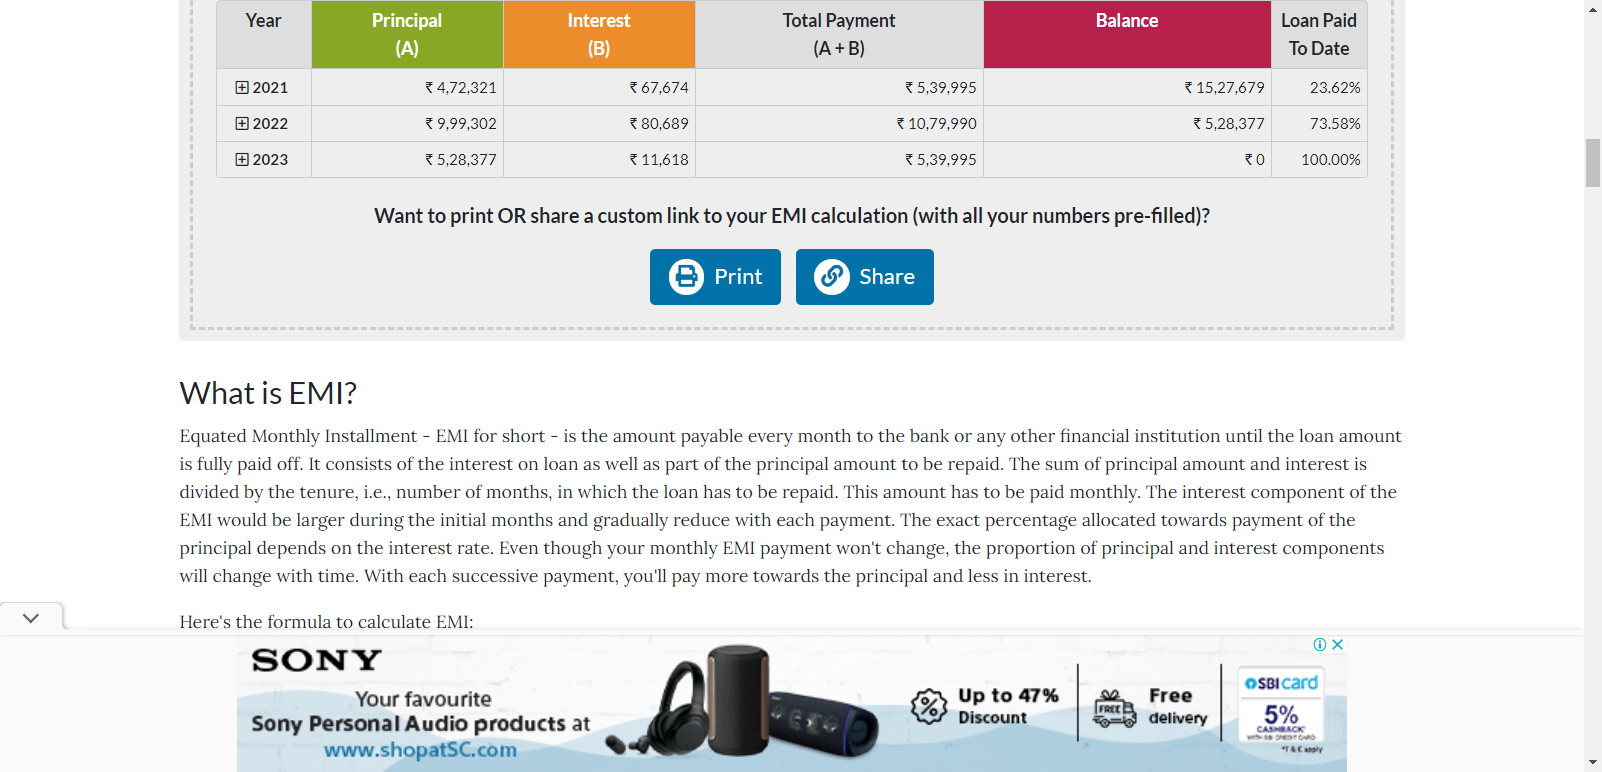 Year Principal (A) Interest (B) Total Payment (A + B) Balance Loan Paid To Date
2021 ₹ 4,72,321 ₹ 67,674 ₹ 5,39,995 ₹ 15,27,679 23.62%
2022 ₹ 9,99,302 ₹ 80,689 ₹ 10,79,990 ₹ 5,28,377 73.58%
2023 ₹ 5,28,377 ₹ 11,618 ₹ 5,39,995 ₹ 0 100.00%
Want to print OR share a custom link to your EMI calculation (with all your numbers pre-filled)?
Print Share
What is EMI?
Equated Monthly Installment - EMI for short - is the amount payable every month to the bank or any other financial institution until the loan amount
is fully paid off. It consists of the interest on loan as well as part of the principal amount to be repaid. The sum of principal amount and interest is
divided by the tenure, i.e., number of months, in which the loan has to be repaid. This amount has to be paid monthly. The interest component of the
EMI would be larger during the initial months and gradually reduce with each payment. The exact percentage allocated towards payment of the
principal depends on the interest rate. Even though your monthly EMI payment won't change, the proportion of principal and interest components
will change with time. With each successive payment, you'll pay more towards the principal and less in interest.
Here's the formula to calculate EMI:
SONY
Your favourite
Sony Personal Audio products at
www.shopatSC.com
Up to 47%
Discount
FREE
Free
delivery
SBI card
5%
CASHBACK*
WITH SBI CREDIT CARD
*T & C apply